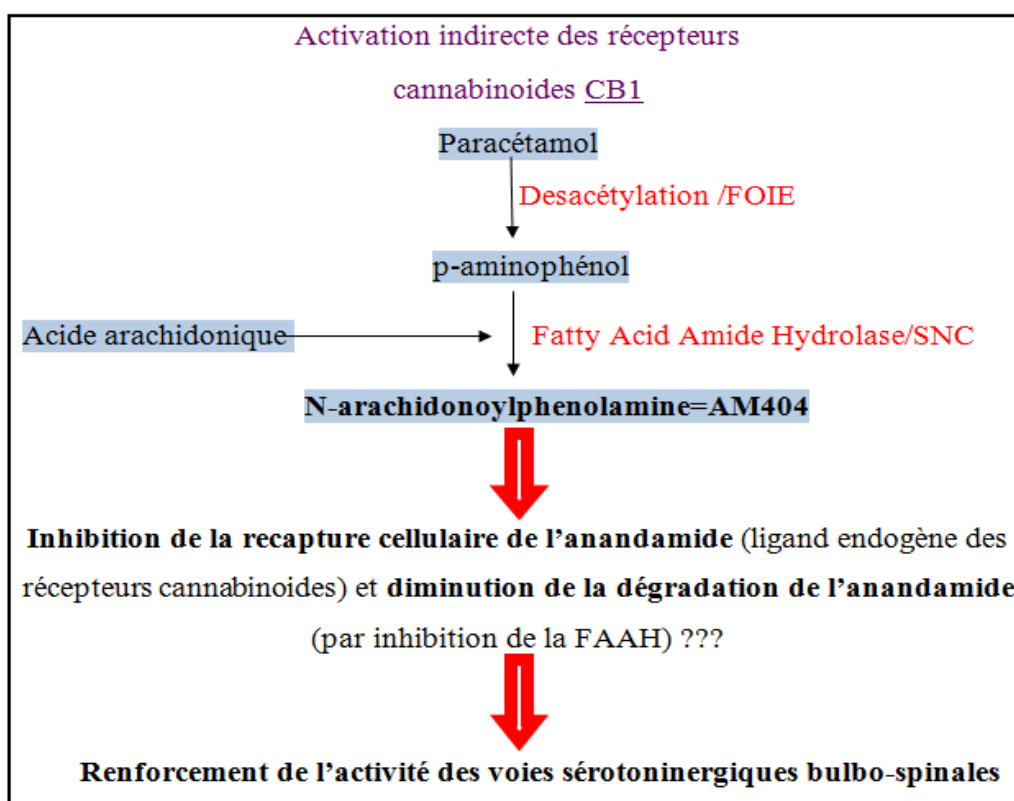 Activation indirecte des récepteurs
cannabinoides CB1
Paracétamol
Desacétylation /FOIE
p-aminophénol
Acide arachidonique
Fatty Acid Amide Hydrolase/SNC
N-arachidonoylphenolamine=AM404
Inhibition de la recapture cellulaire de l’anandamide (ligand endogène des
récepteurs cannabinoides) et diminution de la dégradation de l’anandamide
(par inhibition de la FAAH) ???
Renforcement de l’activité des voies sérotoninergiques bulbo-spinales